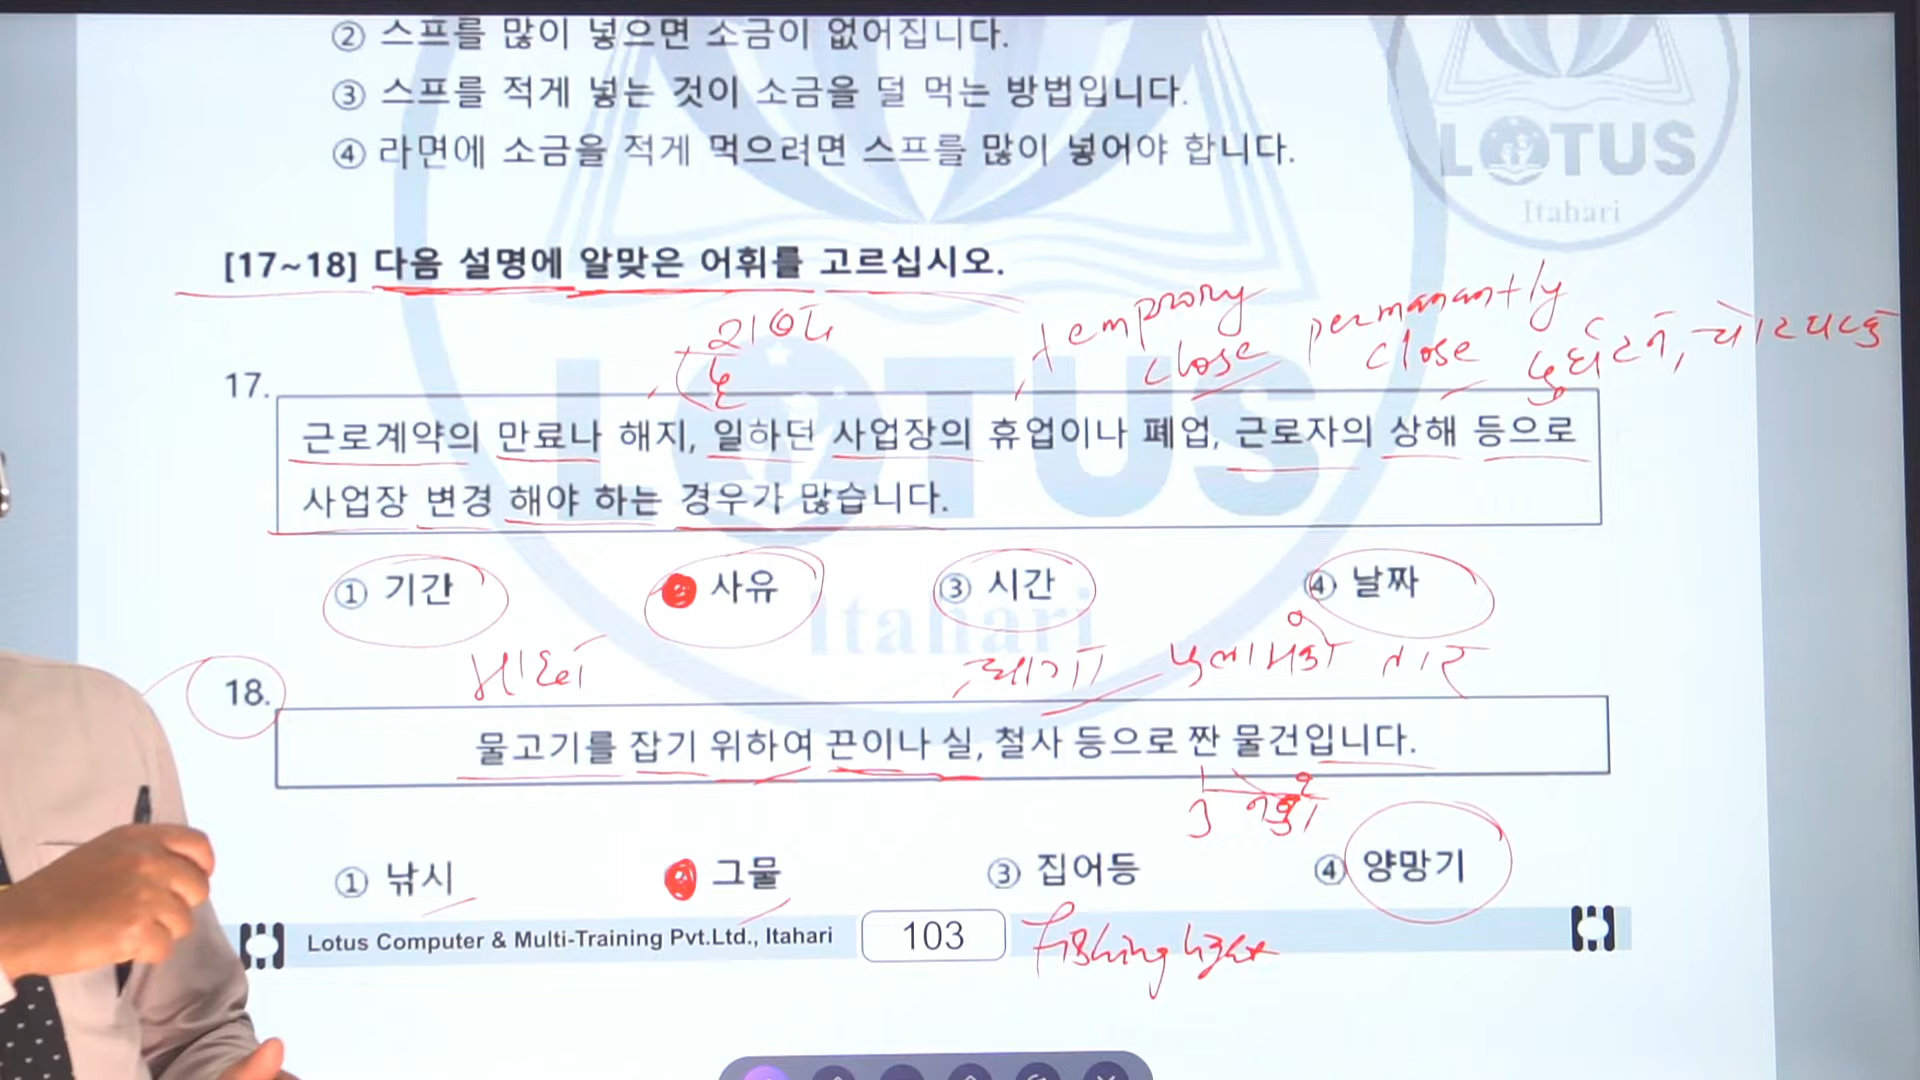 ② 스프를 많이 넣으면 소금이 없어집니다.
③ 스프를 적게 넣는 것이 소금을 덜 먹는 방법입니다.
④ 라면에 소금을 적게 먹으려면 스프를 많이 넣어야 합니다.
LOTUS
Itahari
[17~18] 다음 설명에 알맞은 어휘를 고르십시오.
temprory
close
permanantly
close
17.
근로계약의 만료나 해지, 일하던 사업장의 휴업이나 폐업, 근로자의 상해 등으로
사업장 변경 해야 하는 경우가 많습니다.
LOTUS
Itahari
① 기간 사유 ③ 시간 ④ 날짜
18.
물고기를 잡기 위하여 끈이나 실, 철사 등으로 짠 물건입니다.
① 낚시 그물 ③ 집어등 ④ 양망기
Lotus Computer & Multi-Training Pvt.Ltd., Itahari 103